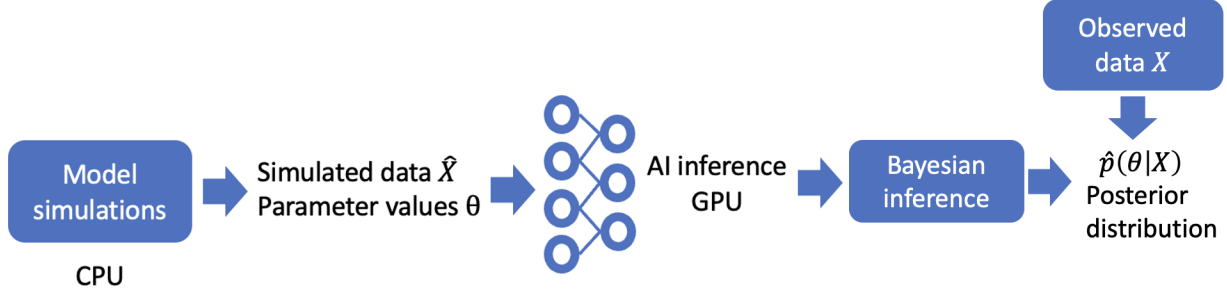 Model
simulations
CPU
Simulated data X̂
Parameter values θ
AI inference
GPU
Bayesian
inference
Observed
data X
p̂(θ|X)
Posterior
distribution